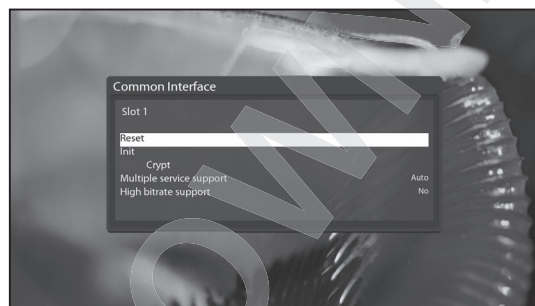 Common Interface
Slot 1
Reset
Init
Crypt
Multiple service support Auto
High bitrate support No